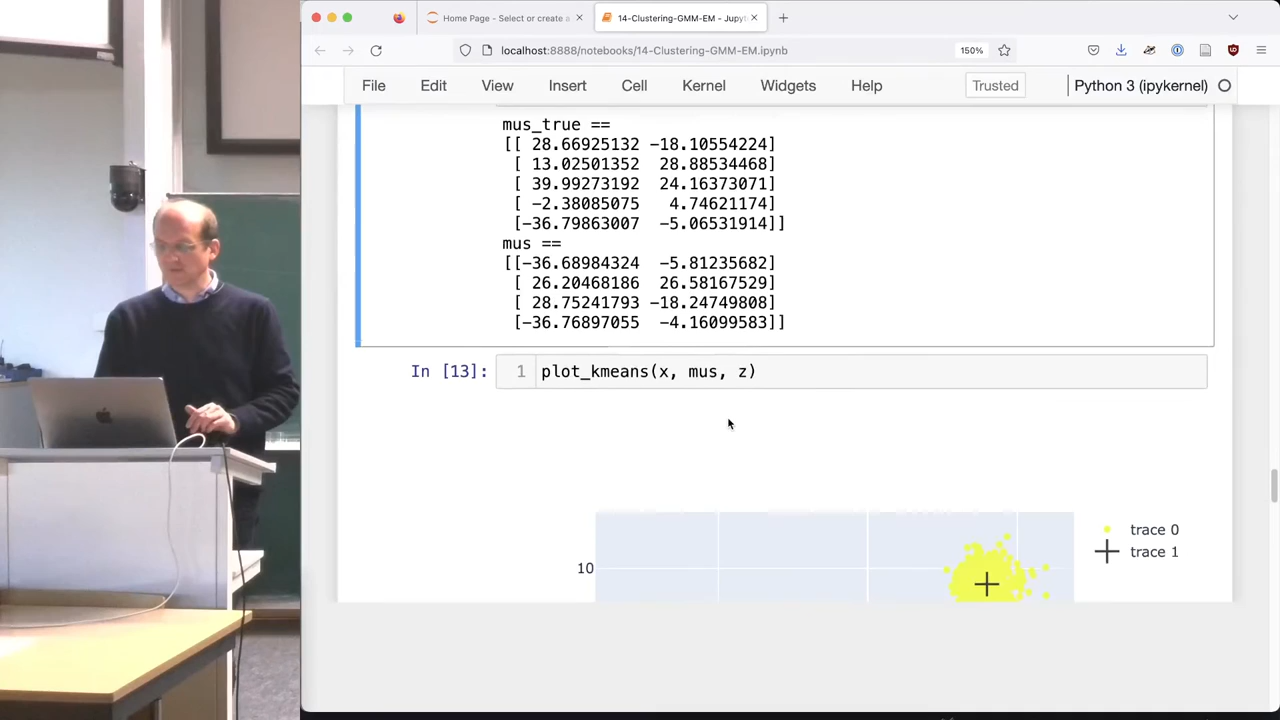 Home Page - Select or create a
14-Clustering-GMM-EM - Jupyt
localhost:8888/notebooks/14-Clustering-GMM-EM.ipynb
150%
File Edit View Insert Cell Kernel Widgets Help Trusted Python 3 (ipykernel)
mus_true ==
[[ 28.66925132 -18.10554224]
[ 13.02501352 28.88534468]
[ 39.99273192 24.16373071]
[ -2.38085075 4.74621174]
[-36.79863007 -5.06531914]]
mus ==
[[-36.68984324 -5.81235682]
[ 26.20468186 26.58167529]
[ 28.75241793 -18.24749808]
[-36.76897055 -4.16099583]]
In [13]: 1 plot_kmeans(x, mus, z)
trace 0
trace 1
10